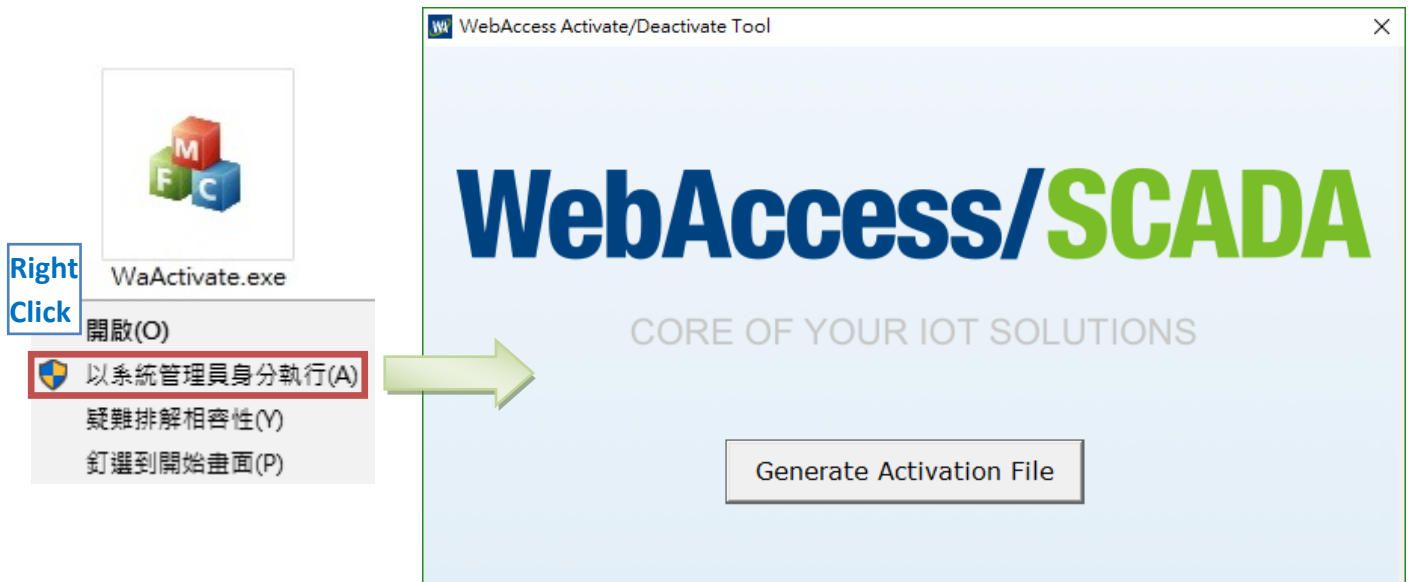 M
F
C
WaActivate.exe
Right
Click
開啟(O)
以系統管理員身分執行(A)
疑難排解相容性(Y)
釘選到開始畫面(P)
WA
WebAccess Activate/Deactivate Tool
WebAccess/SCADA
CORE OF YOUR IOT SOLUTIONS
Generate Activation File